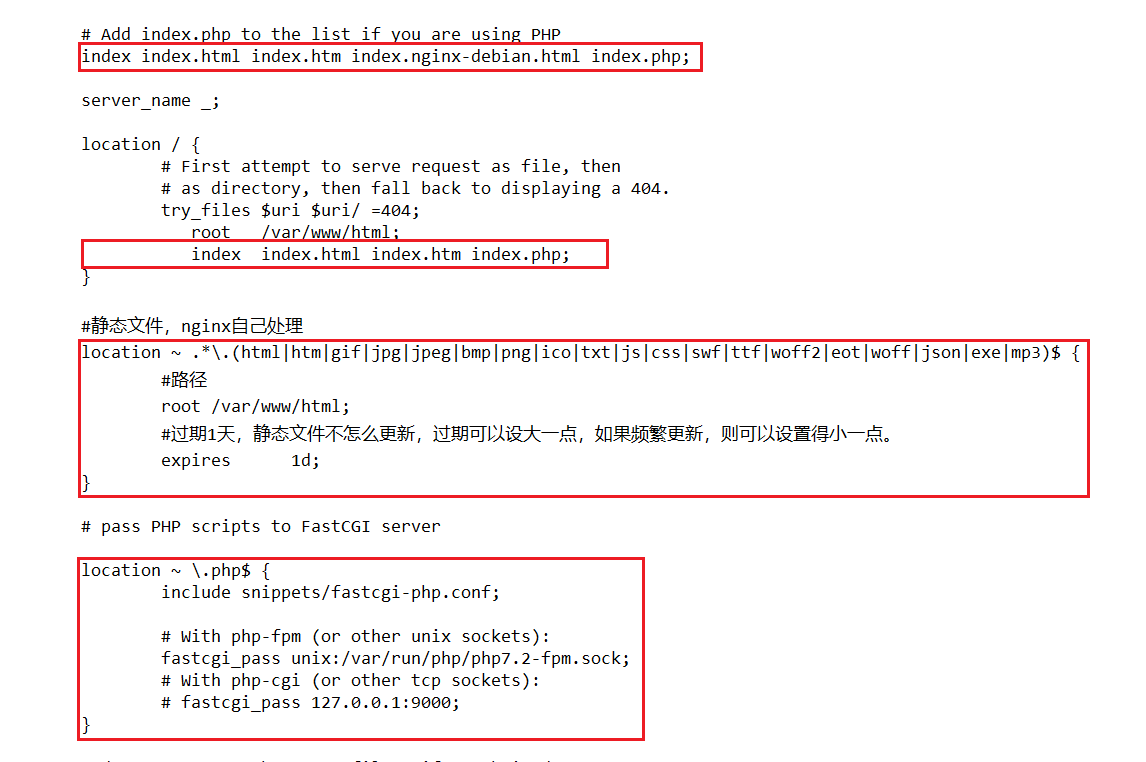 # Add index.php to the list if you are using PHP
index index.html index.htm index.nginx-debian.html index.php;
server_name _;
location / {
# First attempt to serve request as file, then
# as directory, then fall back to displaying a 404.
try_files $uri $uri/ =404;
root   /var/www/html;
index  index.html index.htm index.php;
}
#静态文件，nginx自己处理
location ~ .*\.(html|htm|gif|jpg|jpeg|bmp|png|ico|txt|js|css|swf|ttf|woff2|eot|woff|json|exe|mp3)$ {
#路径
root /var/www/html;
#过期1天，静态文件不怎么更新，过期可以设大一点，如果频繁更新，则可以设置得小一点。
expires      1d;
}
# pass PHP scripts to FastCGI server
location ~ \.php$ {
include snippets/fastcgi-php.conf;
# With php-fpm (or other unix sockets):
fastcgi_pass unix:/var/run/php/php7.2-fpm.sock;
# With php-cgi (or other tcp sockets):
# fastcgi_pass 127.0.0.1:9000;
}